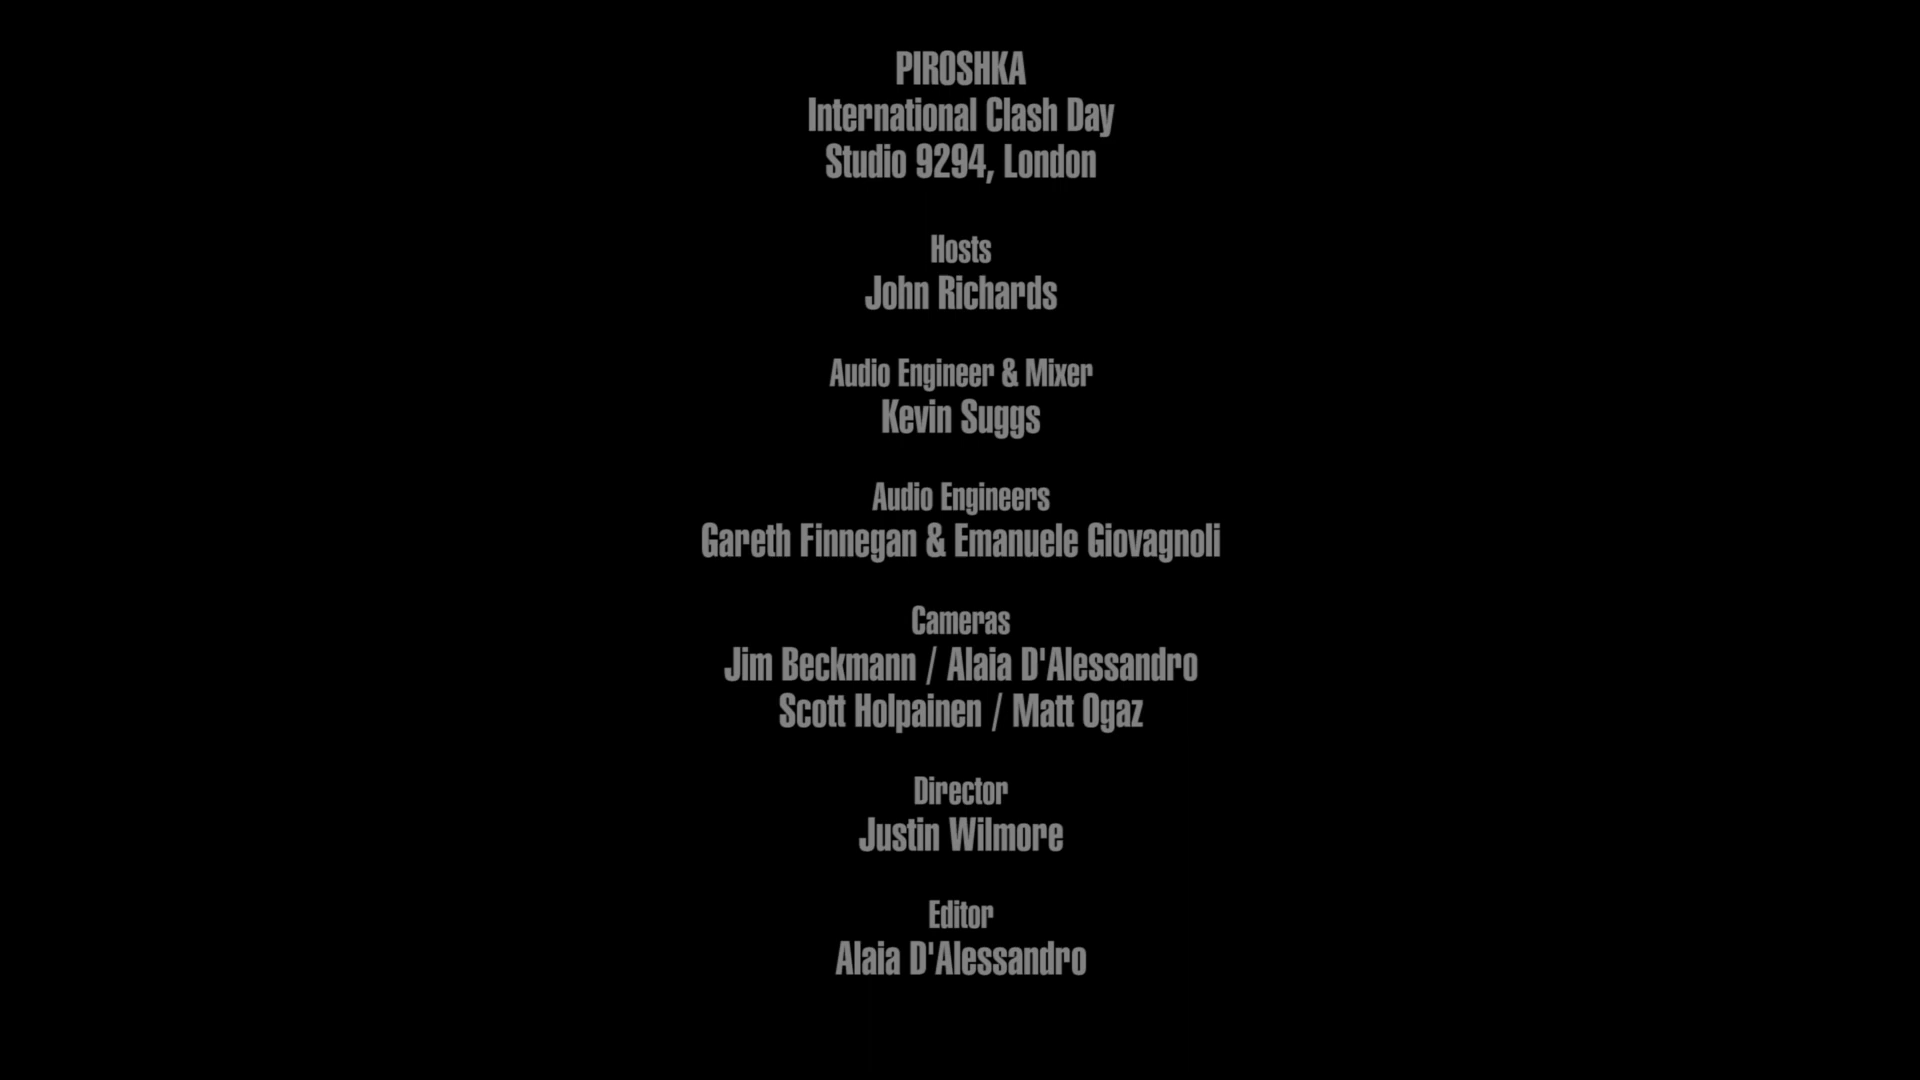 PIROSHKA
International Clash Day
Studio 9294, London
Hosts
John Richards
Audio Engineer & Mixer
Kevin Suggs
Audio Engineers
Gareth Finnegan & Emanuele Giovagnoli
Cameras
Jim Beckmann / Alaia D'Alessandro
Scott Holpainen / Matt Ogaz
Director
Justin Wilmore
Editor
Alaia D'Alessandro